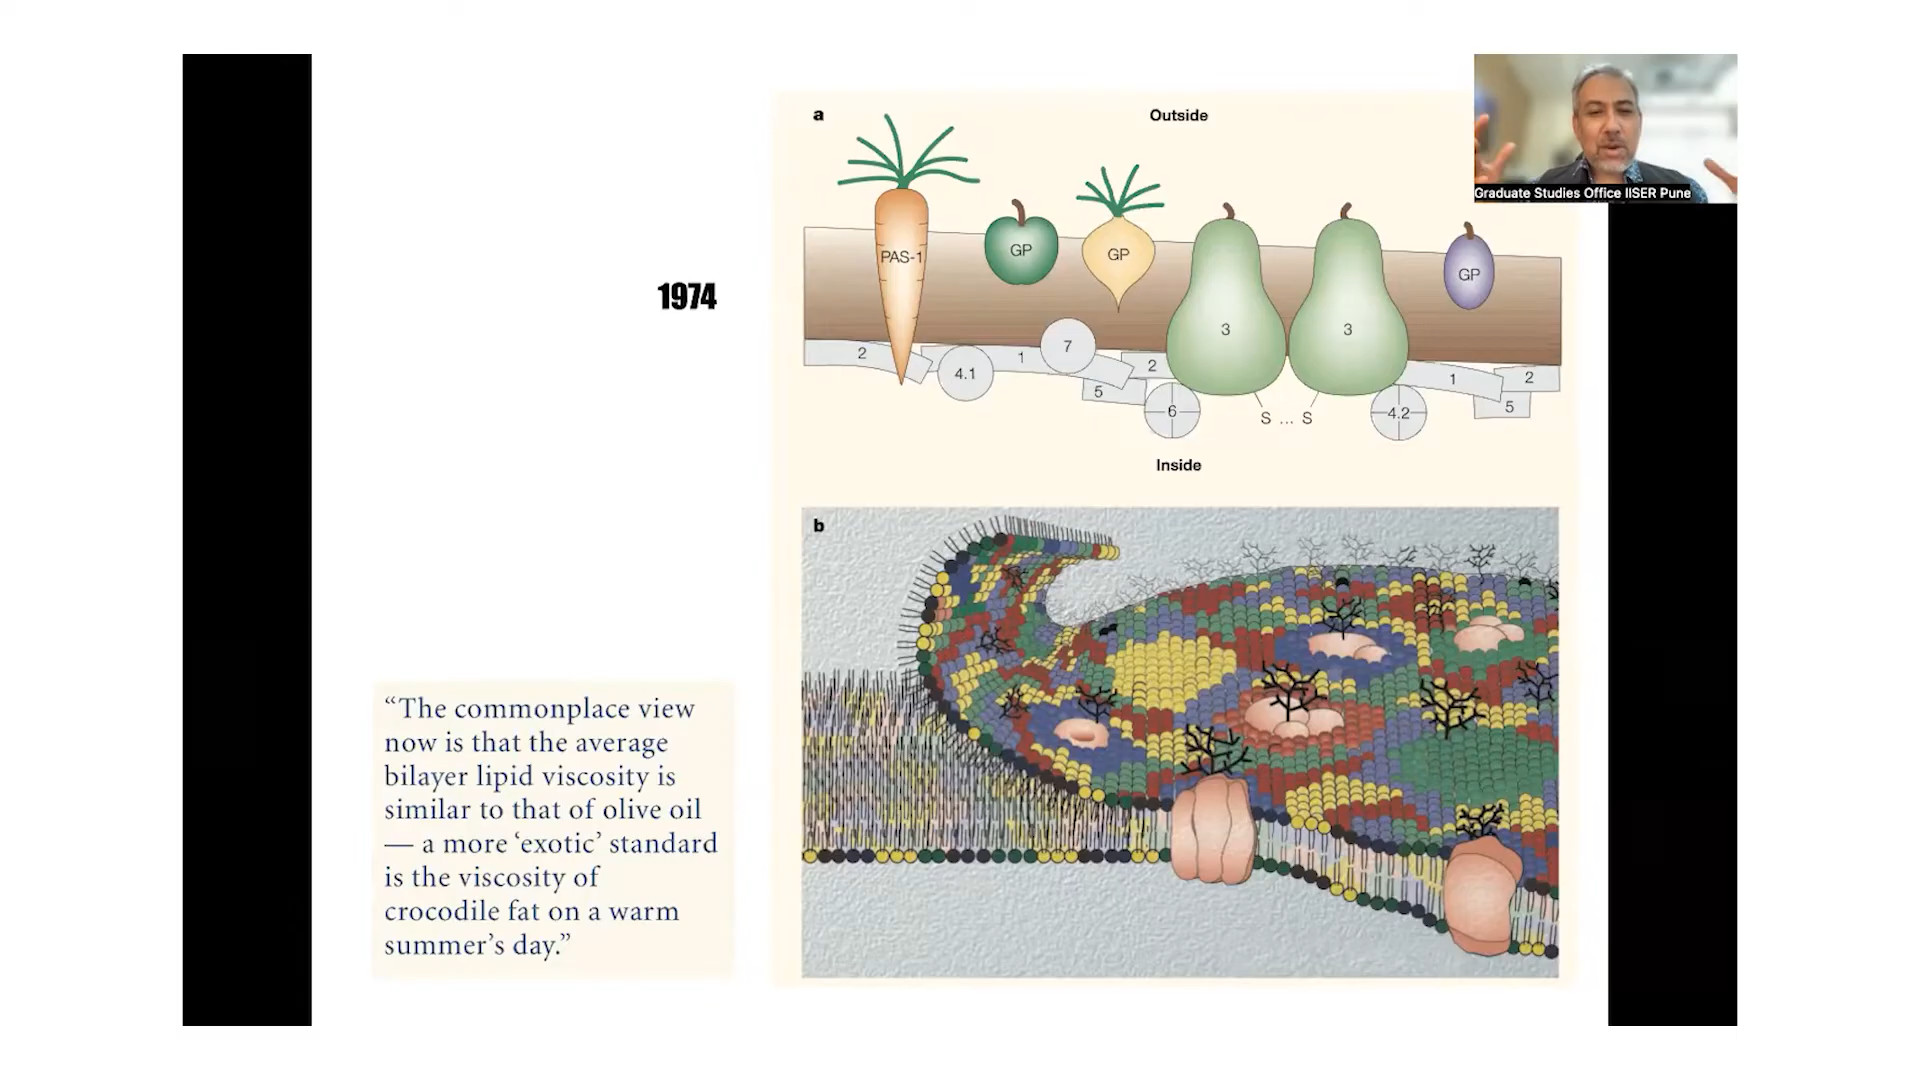 a
Outside
Graduate Studies Office IISER Pune
PAS-1
GP
GP
GP
3
3
1974
2
4.1
1
7
5
2
6
S ... S
4.2
1
2
5
Inside
b
“The commonplace view
now is that the average
bilayer lipid viscosity is
similar to that of olive oil
— a more ‘exotic’ standard
is the viscosity of
crocodile fat on a warm
summer’s day.”